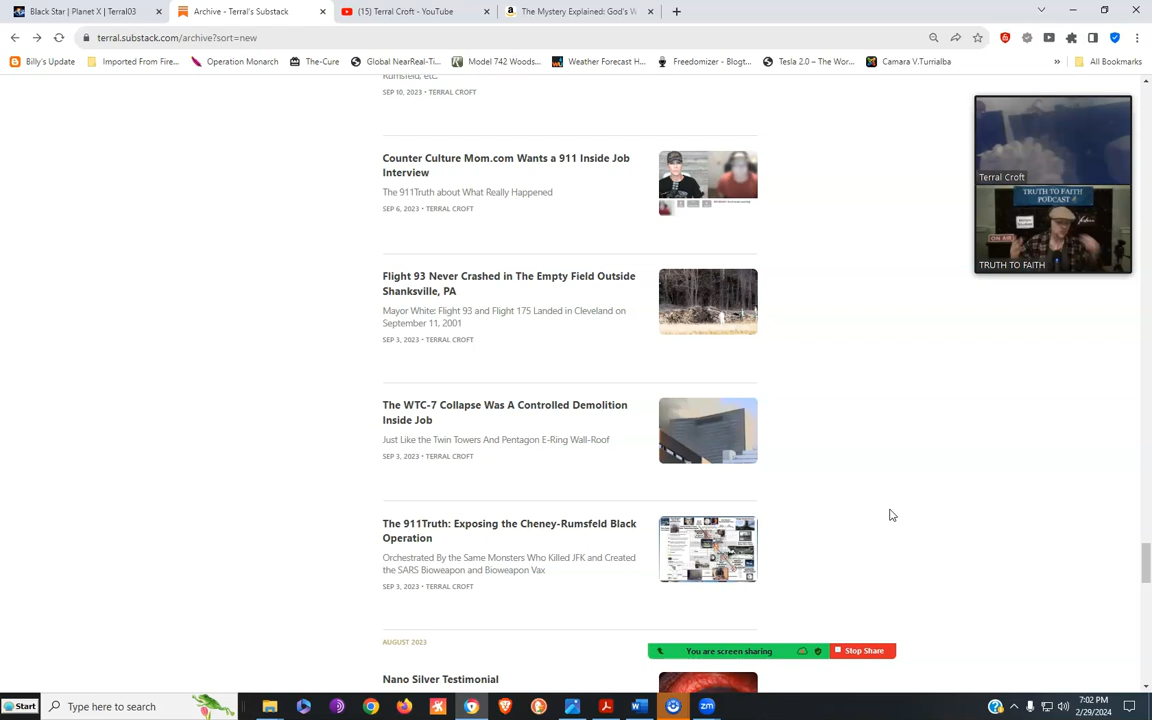 Black Star | Planet X | Terral03
Archive - Terral's Substack
(15) Terral Croft - YouTube
The Mystery Explained: God's W
terral.substack.com/archive?sort=new
Billy's Update
Imported From Fire...
Operation Monarch
The-Cure
Global NearReal-Ti...
Model 742 Woods...
Weather Forecast H...
Freedomizer - Blogt...
Tesla 2.0 – The Wor...
Camara V.Turrialba
»
All Bookmarks
Rumsfeld, etc.
SEP 10, 2023 • TERRAL CROFT
Counter Culture Mom.com Wants a 911 Inside Job
Interview
The 911Truth about What Really Happened
SEP 6, 2023 • TERRAL CROFT
Terral Croft
TRUTH TO FAITH
PODCAST
ON AIR
TRUTH TO FAITH
Flight 93 Never Crashed in The Empty Field Outside
Shanksville, PA
Mayor White: Flight 93 and Flight 175 Landed in Cleveland on
September 11, 2001
SEP 3, 2023 • TERRAL CROFT
The WTC-7 Collapse Was A Controlled Demolition
Inside Job
Just Like the Twin Towers And Pentagon E-Ring Wall-Roof
SEP 3, 2023 • TERRAL CROFT
The 911Truth: Exposing the Cheney-Rumsfeld Black
Operation
Orchestrated By the Same Monsters Who Killed JFK and Created
the SARS Bioweapon and Bioweapon Vax
SEP 3, 2023 • TERRAL CROFT
AUGUST 2023
You are screen sharing
Stop Share
Nano Silver Testimonial
Start
Type here to search
zm
7:02 PM
2/29/2024